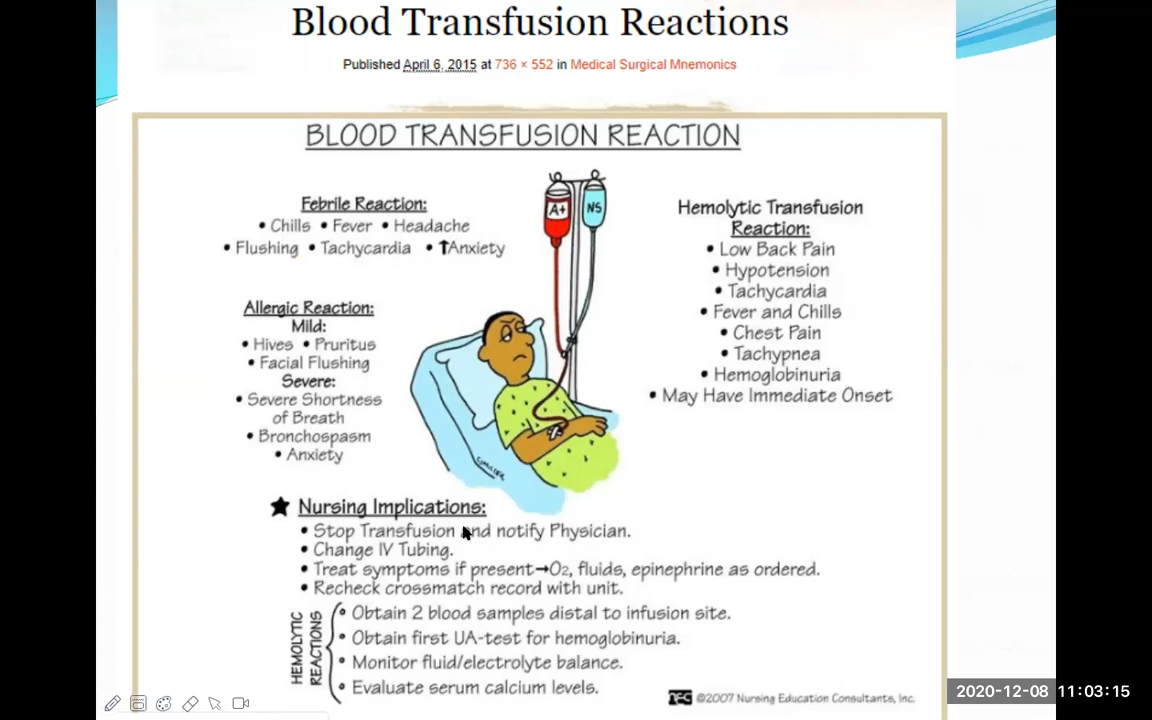 Blood Transfusion Reactions
Published April 6, 2015 at 736 × 552 in Medical Surgical Mnemonics
BLOOD TRANSFUSION REACTION
Febrile Reaction:
• Chills • Fever • Headache
• Flushing • Tachycardia • ↑Anxiety
Allergic Reaction:
Mild:
• Hives • Pruritus
• Facial Flushing
Severe:
• Severe Shortness
of Breath
• Bronchospasm
• Anxiety
A+
NS
Hemolytic Transfusion
Reaction:
• Low Back Pain
• Hypotension
• Tachycardia
• Fever and Chills
• Chest Pain
• Tachypnea
• Hemoglobinuria
• May Have Immediate Onset
★ Nursing Implications:
• Stop Transfusion and notify Physician.
• Change IV Tubing.
• Treat symptoms if present→O₂, fluids, epinephrine as ordered.
• Recheck crossmatch record with unit.
HEMOLYTIC
REACTIONS
• Obtain 2 blood samples distal to infusion site.
• Obtain first UA-test for hemoglobinuria.
• Monitor fluid/electrolyte balance.
• Evaluate serum calcium levels.
NEC ©2007 Nursing Education Consultants, Inc.
2020-12-08 11:03:15